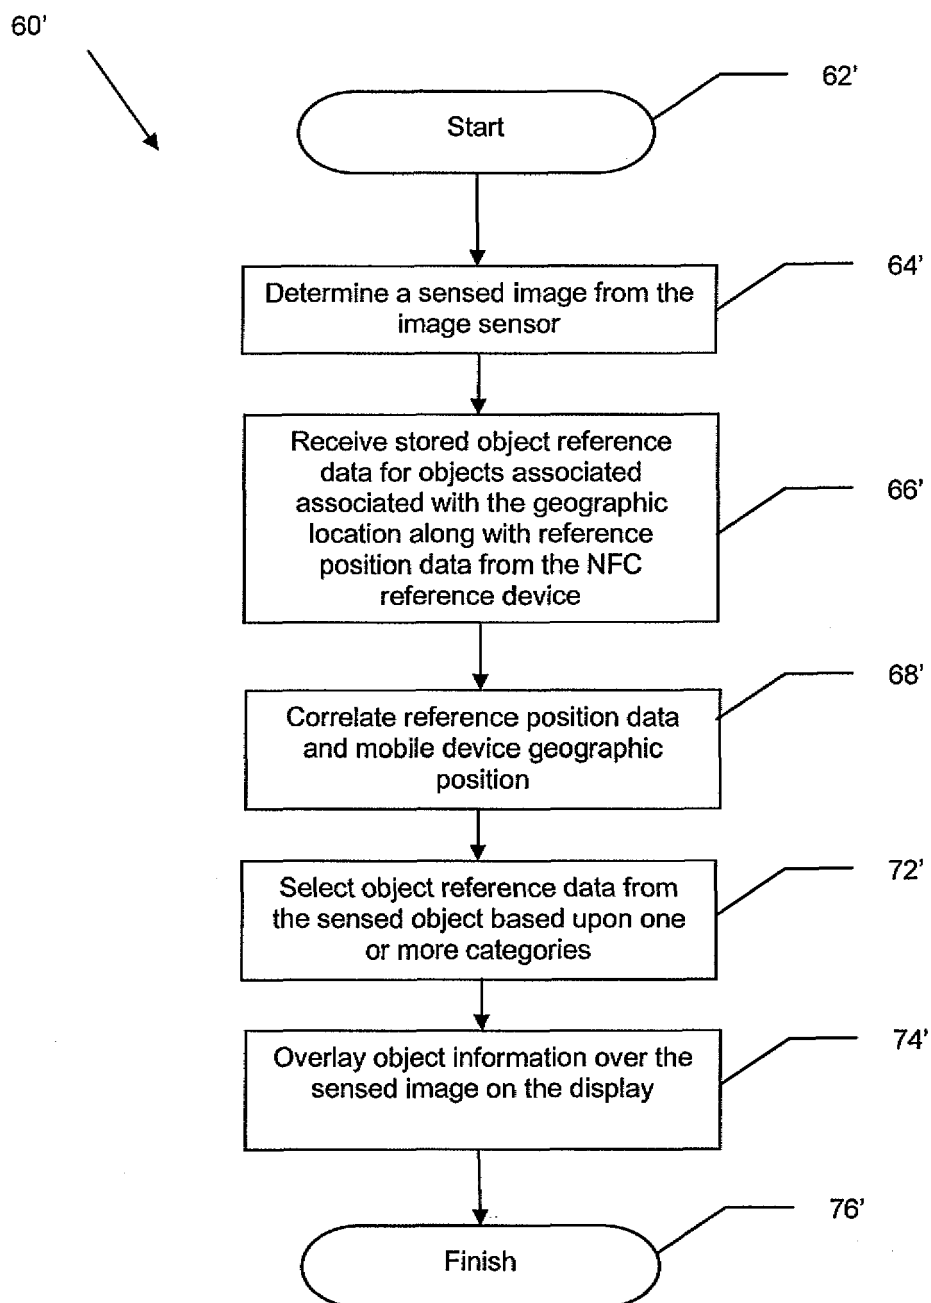 60’
62’
Start
64’
Determine a sensed image from the
image sensor
Receive stored object reference
data for objects associated
associated with the geographic
location along with reference
position data from the NFC
reference device
66’
68’
Correlate reference position data
and mobile device geographic
position
72’
Select object reference data from
the sensed object based upon one
or more categories
74’
Overlay object information over the
sensed image on the display
76’
Finish